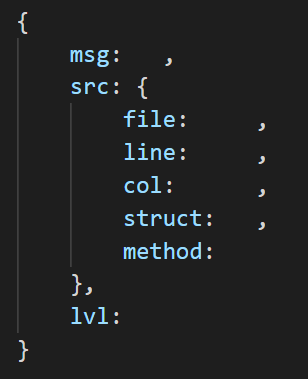 {
    msg:   ,
    src: {
        file:     ,
        line:     ,
        col:      ,
        struct:   ,
        method:
    },
    lvl:
}